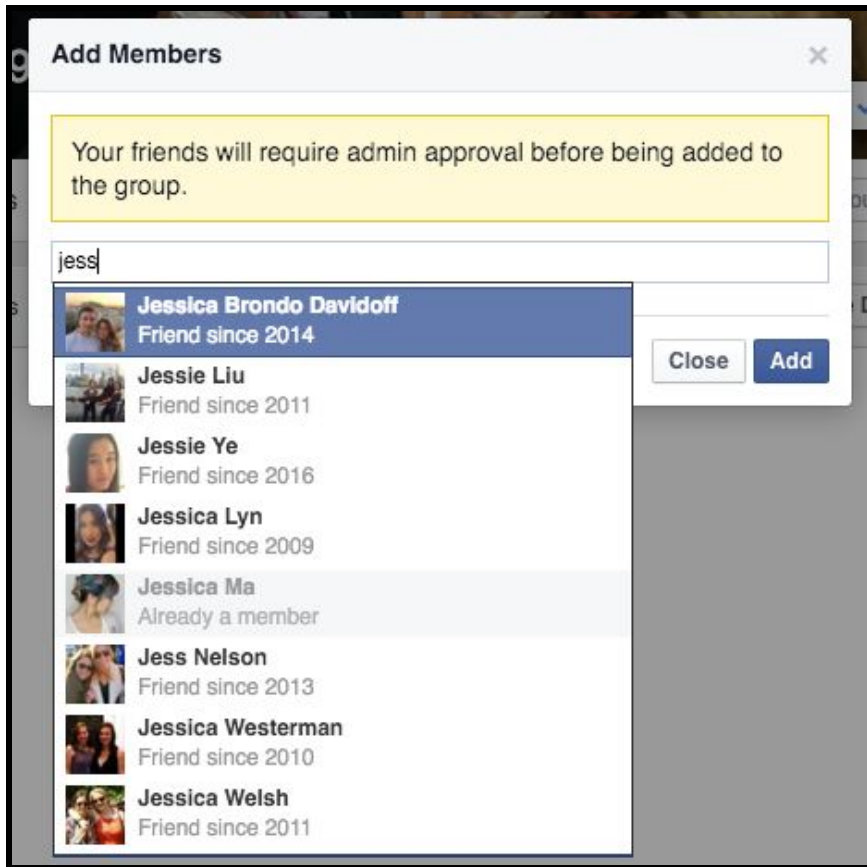 Add Members
×
Your friends will require admin approval before being added to
the group.
jess
Jessica Brondo Davidoff
Friend since 2014
Close
Add
Jessie Liu
Friend since 2011
Jessie Ye
Friend since 2016
Jessica Lyn
Friend since 2009
Jessica Ma
Already a member
Jess Nelson
Friend since 2013
Jessica Westerman
Friend since 2010
Jessica Welsh
Friend since 2011